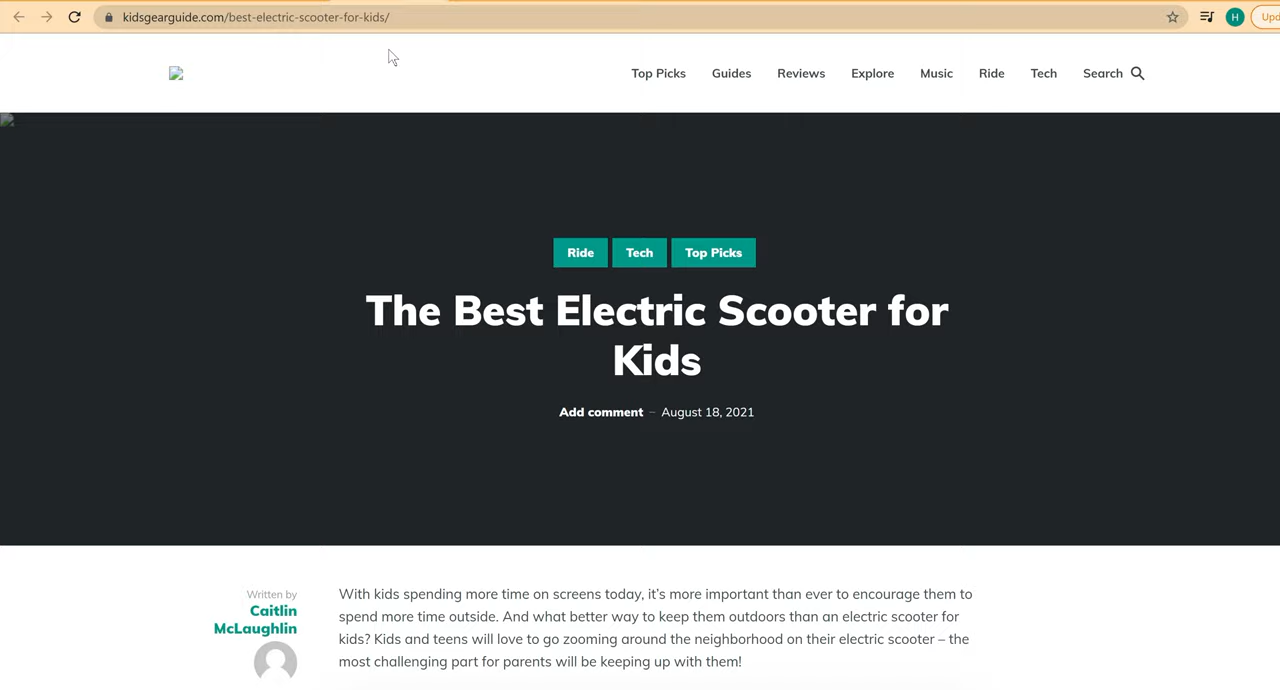 kidsgearguide.com/best-electric-scooter-for-kids/
H
Upd
Top Picks Guides Reviews Explore Music Ride Tech Search
Ride Tech Top Picks
The Best Electric Scooter for
Kids
Add comment – August 18, 2021
Written by
Caitlin
McLaughlin
With kids spending more time on screens today, it's more important than ever to encourage them to
spend more time outside. And what better way to keep them outdoors than an electric scooter for
kids? Kids and teens will love to go zooming around the neighborhood on their electric scooter – the
most challenging part for parents will be keeping up with them!